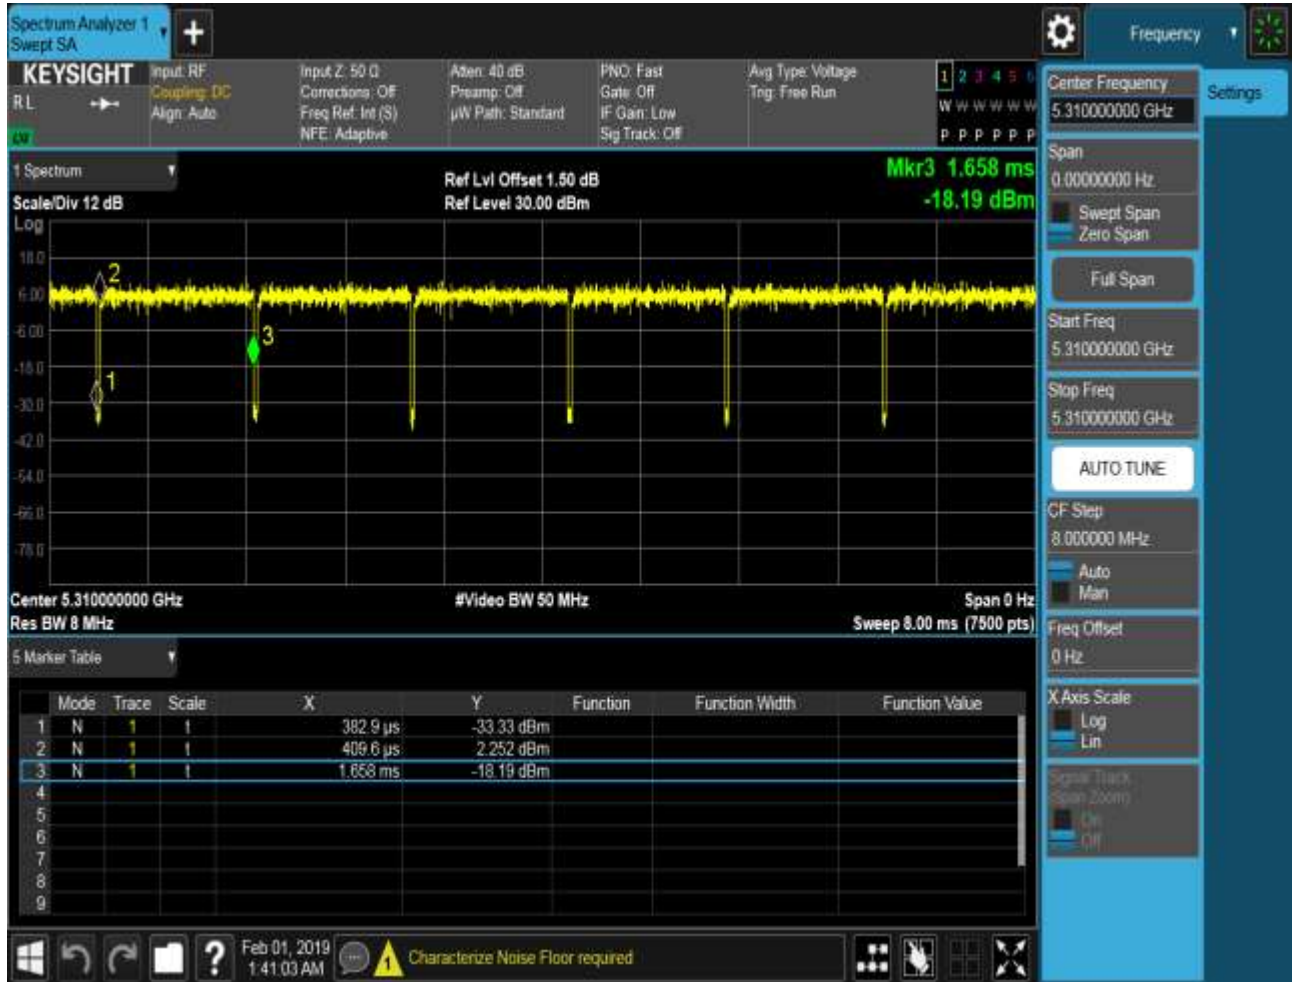 Spectrum Analyzer 1
Swept SA
+
Frequency
KEYSIGHT
RL
Input: RF
Coupling: DC
Align: Auto
Input Z: 50 Ω
Corrections: Off
Freq Ref: Int (S)
NFE: Adaptive
Atten: 40 dB
Preamp: Off
µW Path: Standard
PNO: Fast
Gate: Off
IF Gain: Low
Sig Track: Off
Avg Type: Voltage
Trig: Free Run
1 2 3 4 5 6
W W W W W W
P P P P P P
1 Spectrum
Scale/Div 12 dB
Log
Ref Lvl Offset 1.50 dB
Ref Level 30.00 dBm
Mkr3 1.658 ms
-18.19 dBm
18.0
6.00
-6.00
-18.0
-30.0
-42.0
-54.0
-66.0
-78.0
2
3
1
Center 5.310000000 GHz
Res BW 8 MHz
#Video BW 50 MHz
Span 0 Hz
Sweep 8.00 ms (7500 pts)
5 Marker Table
Mode Trace Scale X Y Function Function Width Function Value
1 N 1 t 382.9 µs -33.33 dBm
2 N 1 t 409.6 µs 2.252 dBm
3 N 1 t 1.658 ms -18.19 dBm
4
5
6
7
8
9
Center Frequency
5.310000000 GHz
Settings
Span
0.00000000 Hz
Swept Span
Zero Span
Full Span
Start Freq
5.310000000 GHz
Stop Freq
5.310000000 GHz
AUTO TUNE
CF Step
8.000000 MHz
Auto
Man
Freq Offset
0 Hz
X Axis Scale
Log
Lin
Signal Track
(Span Zoom)
On
Off
?
Feb 01, 2019
1:41:03 AM
1
Characterize Noise Floor required